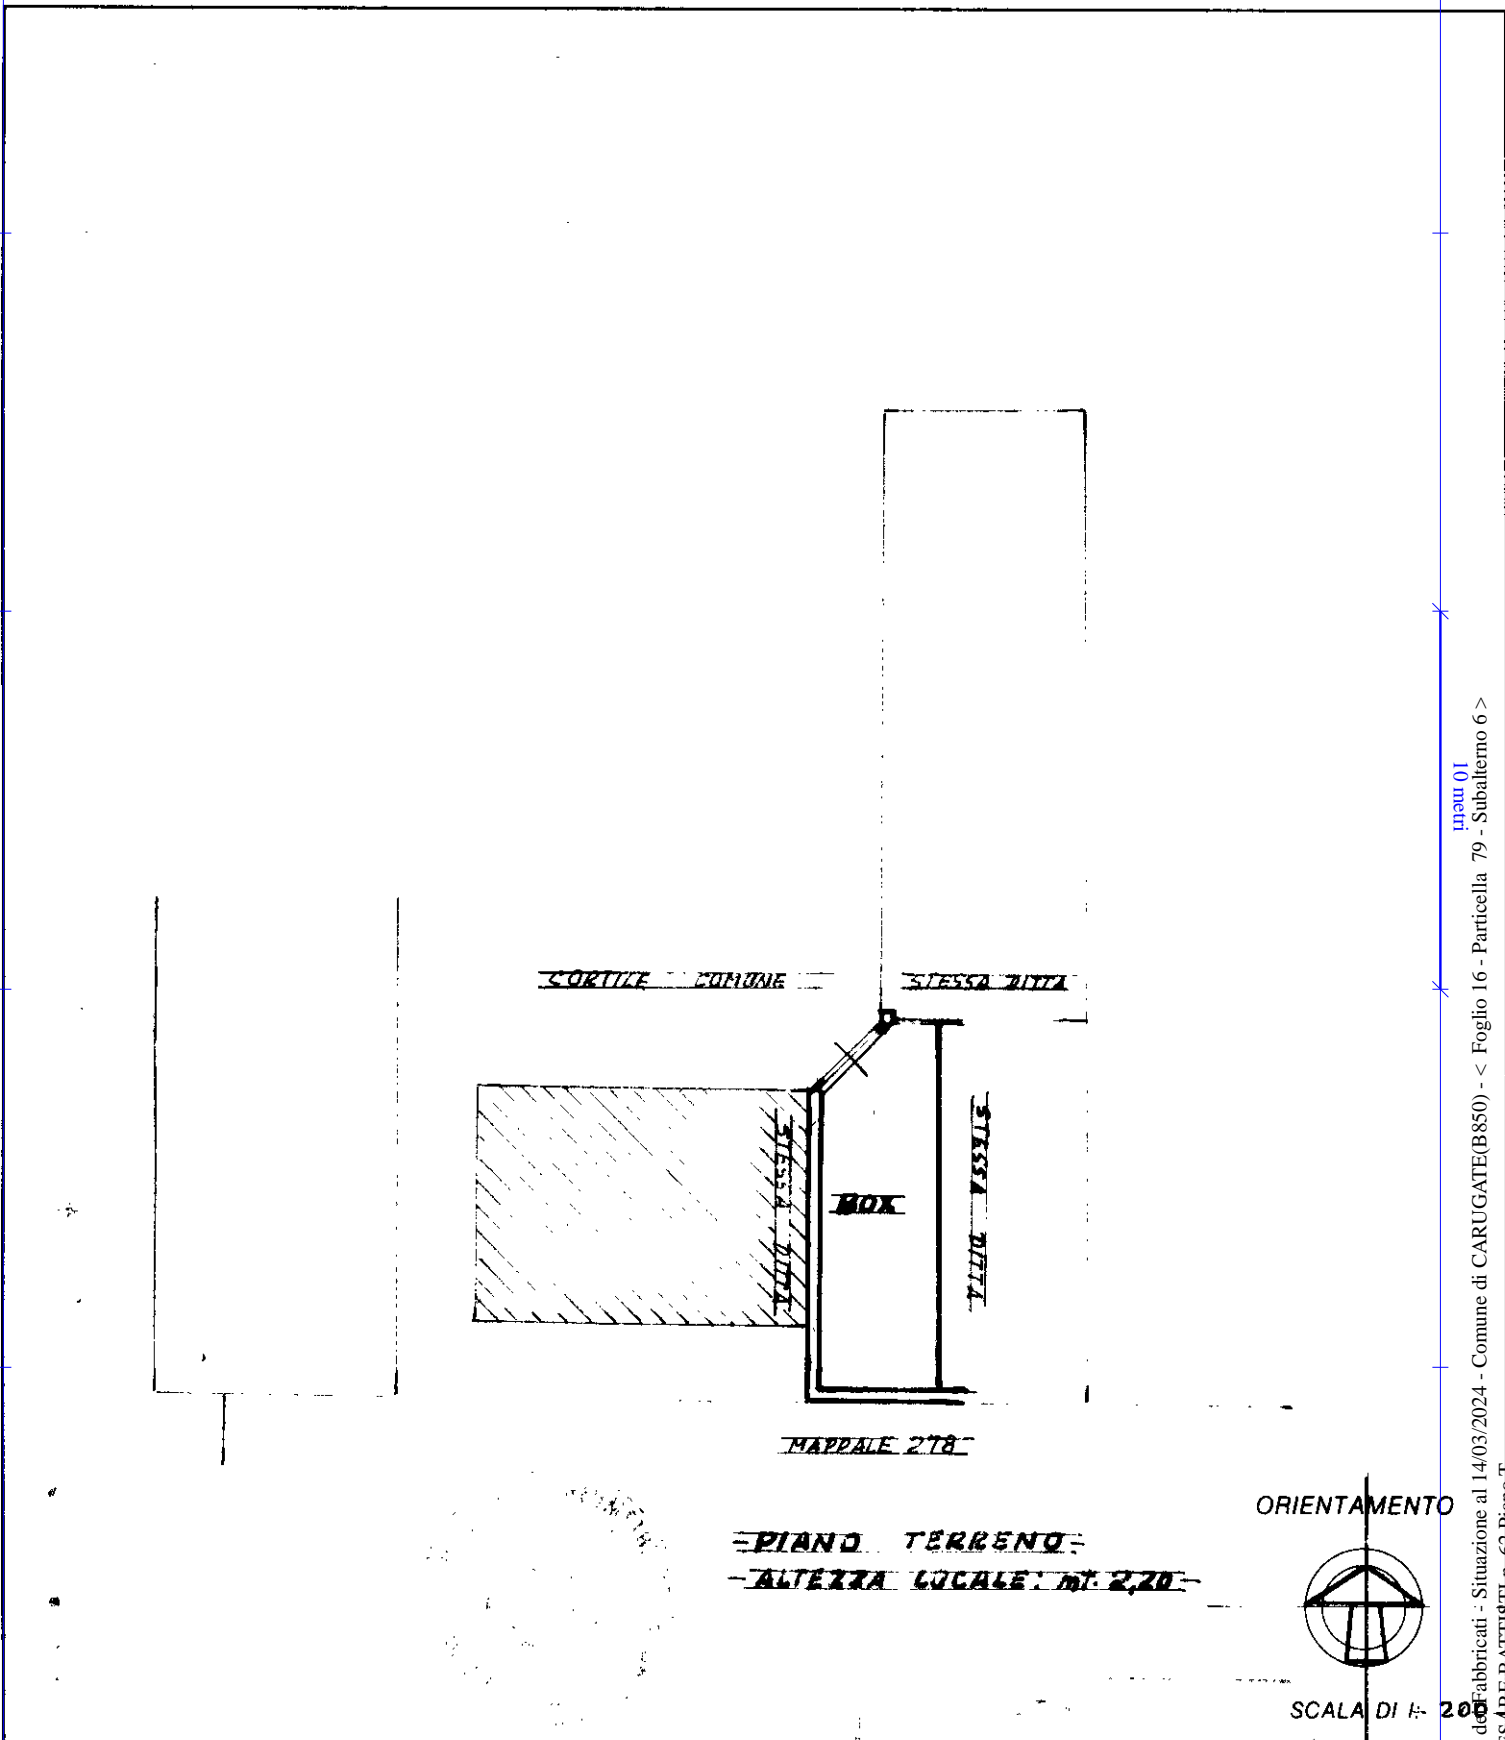 CORTILE COMUNE
STESSA DITTA
STESSA DITTA
BOX
STESSA DITTA
MAPPALE 278
PIANO TERRENO
ALTEZZA LOCALE: mt. 2,20
ORIENTAMENTO
SCALA DI 1: 200
10 metri
dei Fabbricati - Situazione al 14/03/2024 - Comune di CARUGATE(B850) - < Foglio 16 - Particella 79 - Subalterno 6 >